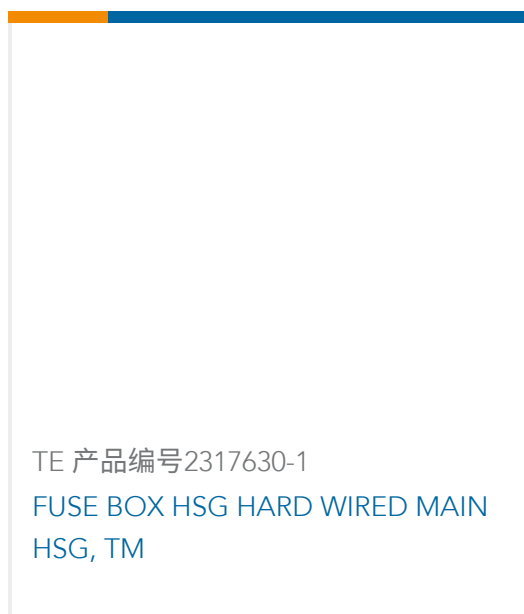 TE 产品编号2317630-1
FUSE BOX HSG HARD WIRED MAIN
HSG, TM